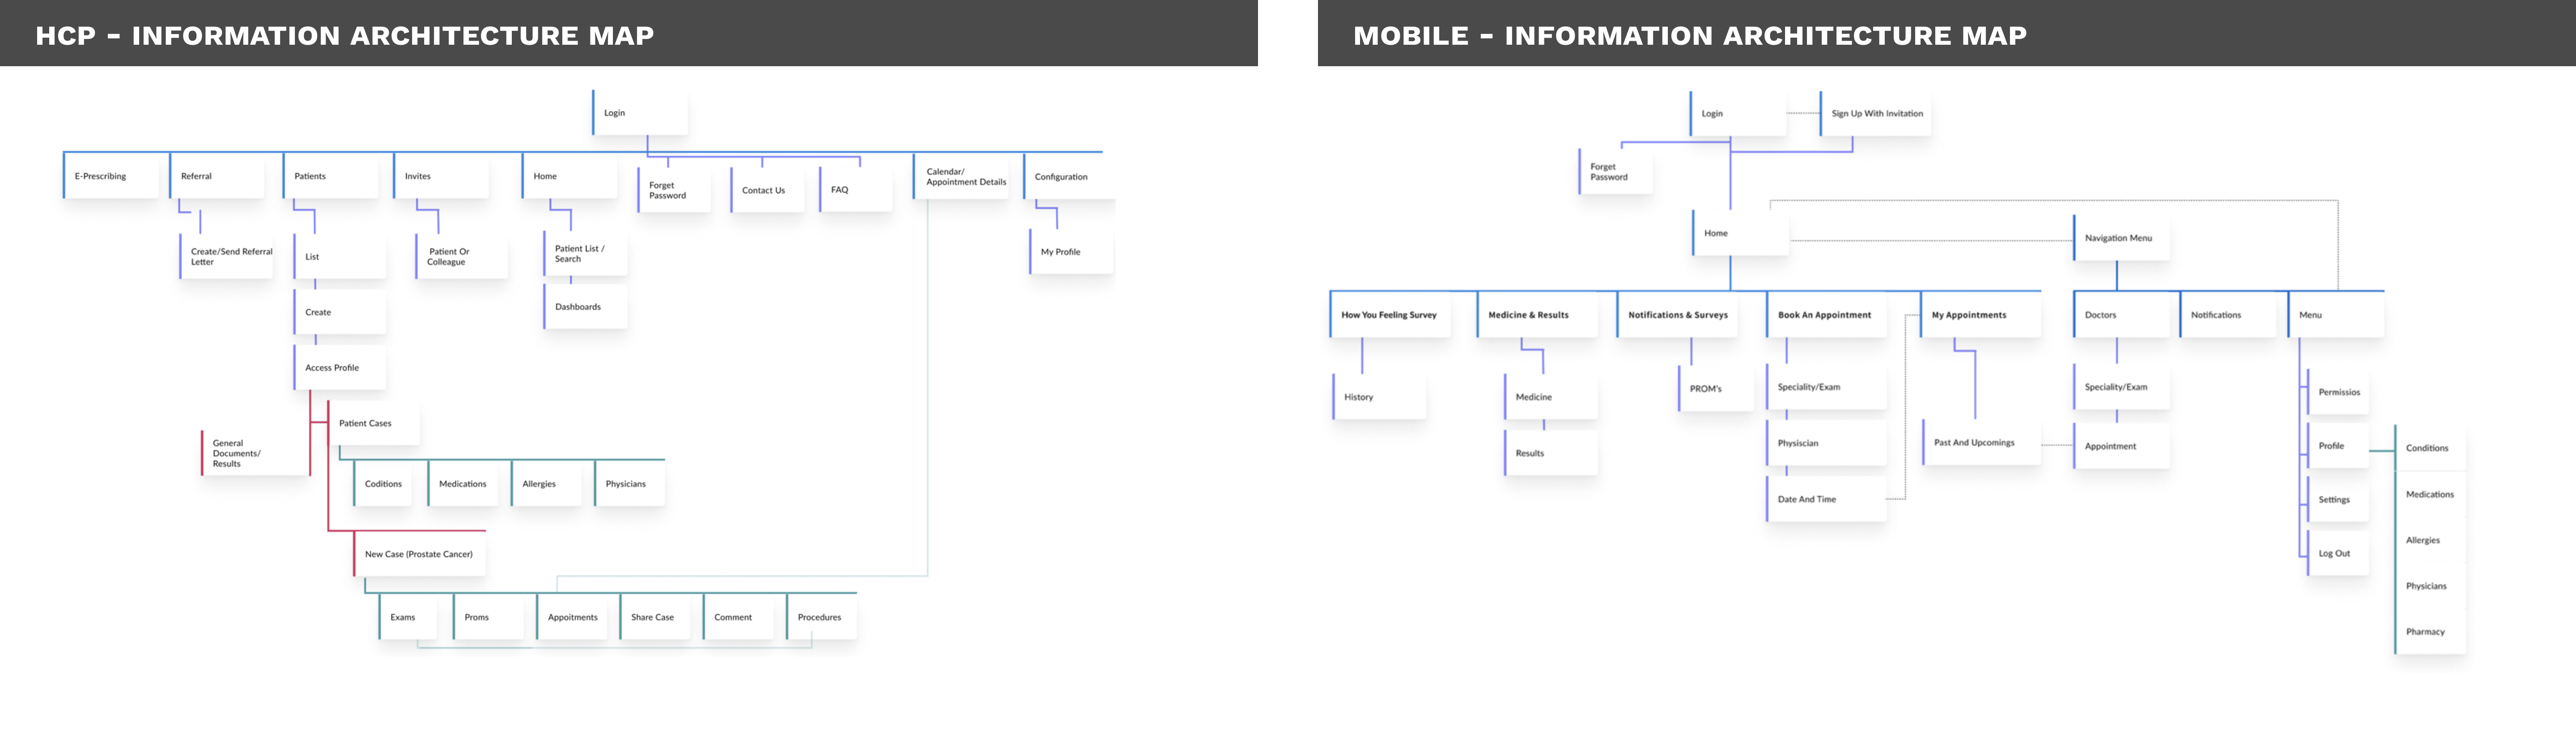 HCP - INFORMATION ARCHITECTURE MAP
Login
E-Prescribing
Referral
Patients
Invites
Home
Forget
Password
Contact Us
FAQ
Calendar/
Appointment Details
Configuration
Create/Send Referral
Letter
List
Patient Or
Colleague
Patient List /
Search
My Profile
Create
Dashboards
Access Profile
Patient Cases
General
Documents/
Results
Coditions
Medications
Allergies
Physicians
New Case (Prostate Cancer)
Exams
Proms
Appoitments
Share Case
Comment
Procedures
MOBILE - INFORMATION ARCHITECTURE MAP
Login
Sign Up With Invitation
Forget
Password
Home
Navigation Menu
How You Feeling Survey
Medicine & Results
Notifications & Surveys
Book An Appointment
My Appointments
Doctors
Notifications
Menu
History
Medicine
PROM's
Speciality/Exam
Speciality/Exam
Permissios
Results
Physician
Past And Upcomings
Appointment
Profile
Conditions
Date And Time
Settings
Medications
Log Out
Allergies
Physicians
Pharmacy